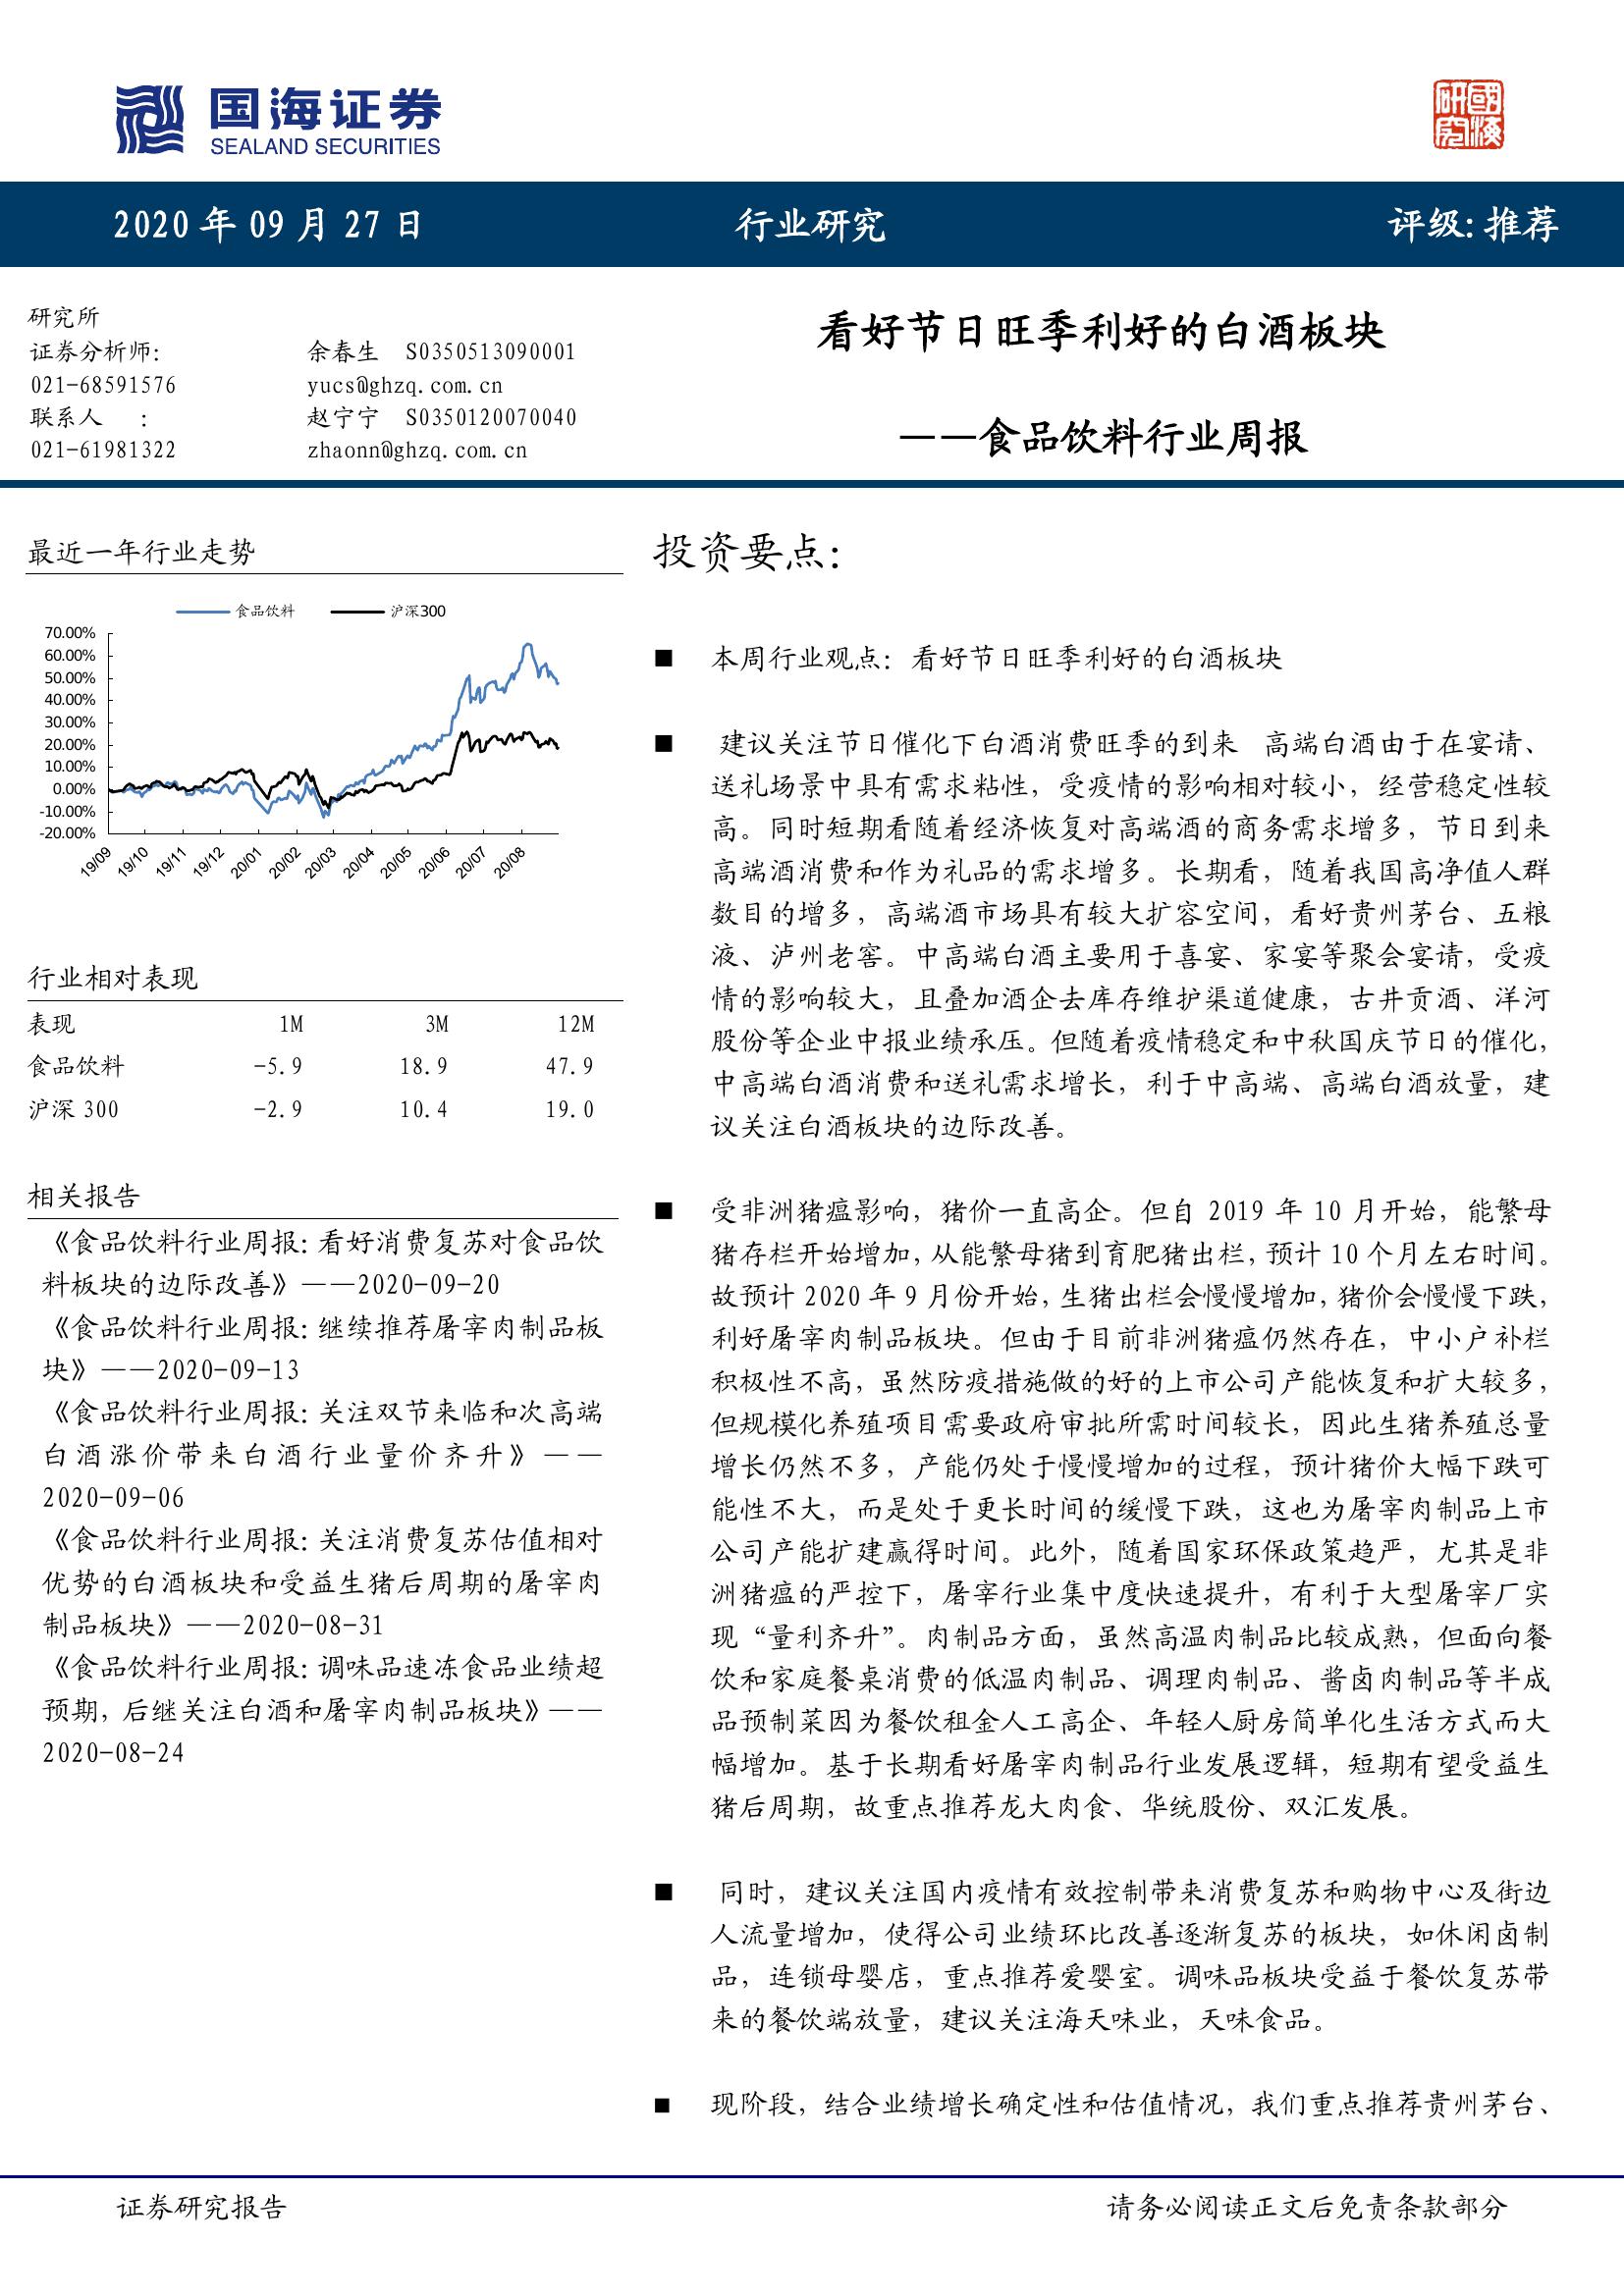 国海证券
SEALAND SECURITIES
研 國
究 海
2020 年 09 月 27 日
行业研究
评级:推荐
研究所
证券分析师: 余春生 S0350513090001
021-68591576 yucs@ghzq.com.cn
联系人 : 赵宁宁 S0350120070040
021-61981322 zhaonn@ghzq.com.cn
看好节日旺季利好的白酒板块
——食品饮料行业周报
最近一年行业走势
食品饮料 沪深300
70.00%
60.00%
50.00%
40.00%
30.00%
20.00%
10.00%
0.00%
-10.00%
-20.00%
19/09 19/10 19/11 19/12 20/01 20/02 20/03 20/04 20/05 20/06 20/07 20/08
行业相对表现
表现 1M 3M 12M
食品饮料 -5.9 18.9 47.9
沪深 300 -2.9 10.4 19.0
相关报告
《食品饮料行业周报:看好消费复苏对食品饮
料板块的边际改善》——2020-09-20
《食品饮料行业周报:继续推荐屠宰肉制品板
块》——2020-09-13
《食品饮料行业周报:关注双节来临和次高端
白酒涨价带来白酒行业量价齐升》——
2020-09-06
《食品饮料行业周报:关注消费复苏估值相对
优势的白酒板块和受益生猪后周期的屠宰肉
制品板块》——2020-08-31
《食品饮料行业周报:调味品速冻食品业绩超
预期,后继关注白酒和屠宰肉制品板块》——
2020-08-24
投资要点:
■ 本周行业观点:看好节日旺季利好的白酒板块
■ 建议关注节日催化下白酒消费旺季的到来 高端白酒由于在宴请、
送礼场景中具有需求粘性,受疫情的影响相对较小,经营稳定性较
高。同时短期看随着经济恢复对高端酒的商务需求增多,节日到来
高端酒消费和作为礼品的需求增多。长期看,随着我国高净值人群
数目的增多,高端酒市场具有较大扩容空间,看好贵州茅台、五粮
液、泸州老窖。中高端白酒主要用于喜宴、家宴等聚会宴请,受疫
情的影响较大,且叠加酒企去库存维护渠道健康,古井贡酒、洋河
股份等企业中报业绩承压。但随着疫情稳定和中秋国庆节日的催化,
中高端白酒消费和送礼需求增长,利于中高端、高端白酒放量,建
议关注白酒板块的边际改善。
■ 受非洲猪瘟影响,猪价一直高企。但自 2019 年 10 月开始,能繁母
猪存栏开始增加,从能繁母猪到育肥猪出栏,预计 10 个月左右时间。
故预计 2020 年 9 月份开始,生猪出栏会慢慢增加,猪价会慢慢下跌,
利好屠宰肉制品板块。但由于目前非洲猪瘟仍然存在,中小户补栏
积极性不高,虽然防疫措施做的好的上市公司产能恢复和扩大较多,
但规模化养殖项目需要政府审批所需时间较长,因此生猪养殖总量
增长仍然不多,产能仍处于慢慢增加的过程,预计猪价大幅下跌可
能性不大,而是处于更长时间的缓慢下跌,这也为屠宰肉制品上市
公司产能扩建赢得时间。此外,随着国家环保政策趋严,尤其是非
洲猪瘟的严控下,屠宰行业集中度快速提升,有利于大型屠宰厂实
现“量利齐升”。肉制品方面,虽然高温肉制品比较成熟,但面向餐
饮和家庭餐桌消费的低温肉制品、调理肉制品、酱卤肉制品等半成
品预制菜因为餐饮租金人工高企、年轻人厨房简单化生活方式而大
幅增加。基于长期看好屠宰肉制品行业发展逻辑,短期有望受益生
猪后周期,故重点推荐龙大肉食、华统股份、双汇发展。
■ 同时,建议关注国内疫情有效控制带来消费复苏和购物中心及街边
人流量增加,使得公司业绩环比改善逐渐复苏的板块,如休闲卤制
品,连锁母婴店,重点推荐爱婴室。调味品板块受益于餐饮复苏带
来的餐饮端放量,建议关注海天味业,天味食品。
■ 现阶段,结合业绩增长确定性和估值情况,我们重点推荐贵州茅台、
证券研究报告
请务必阅读正文后免责条款部分